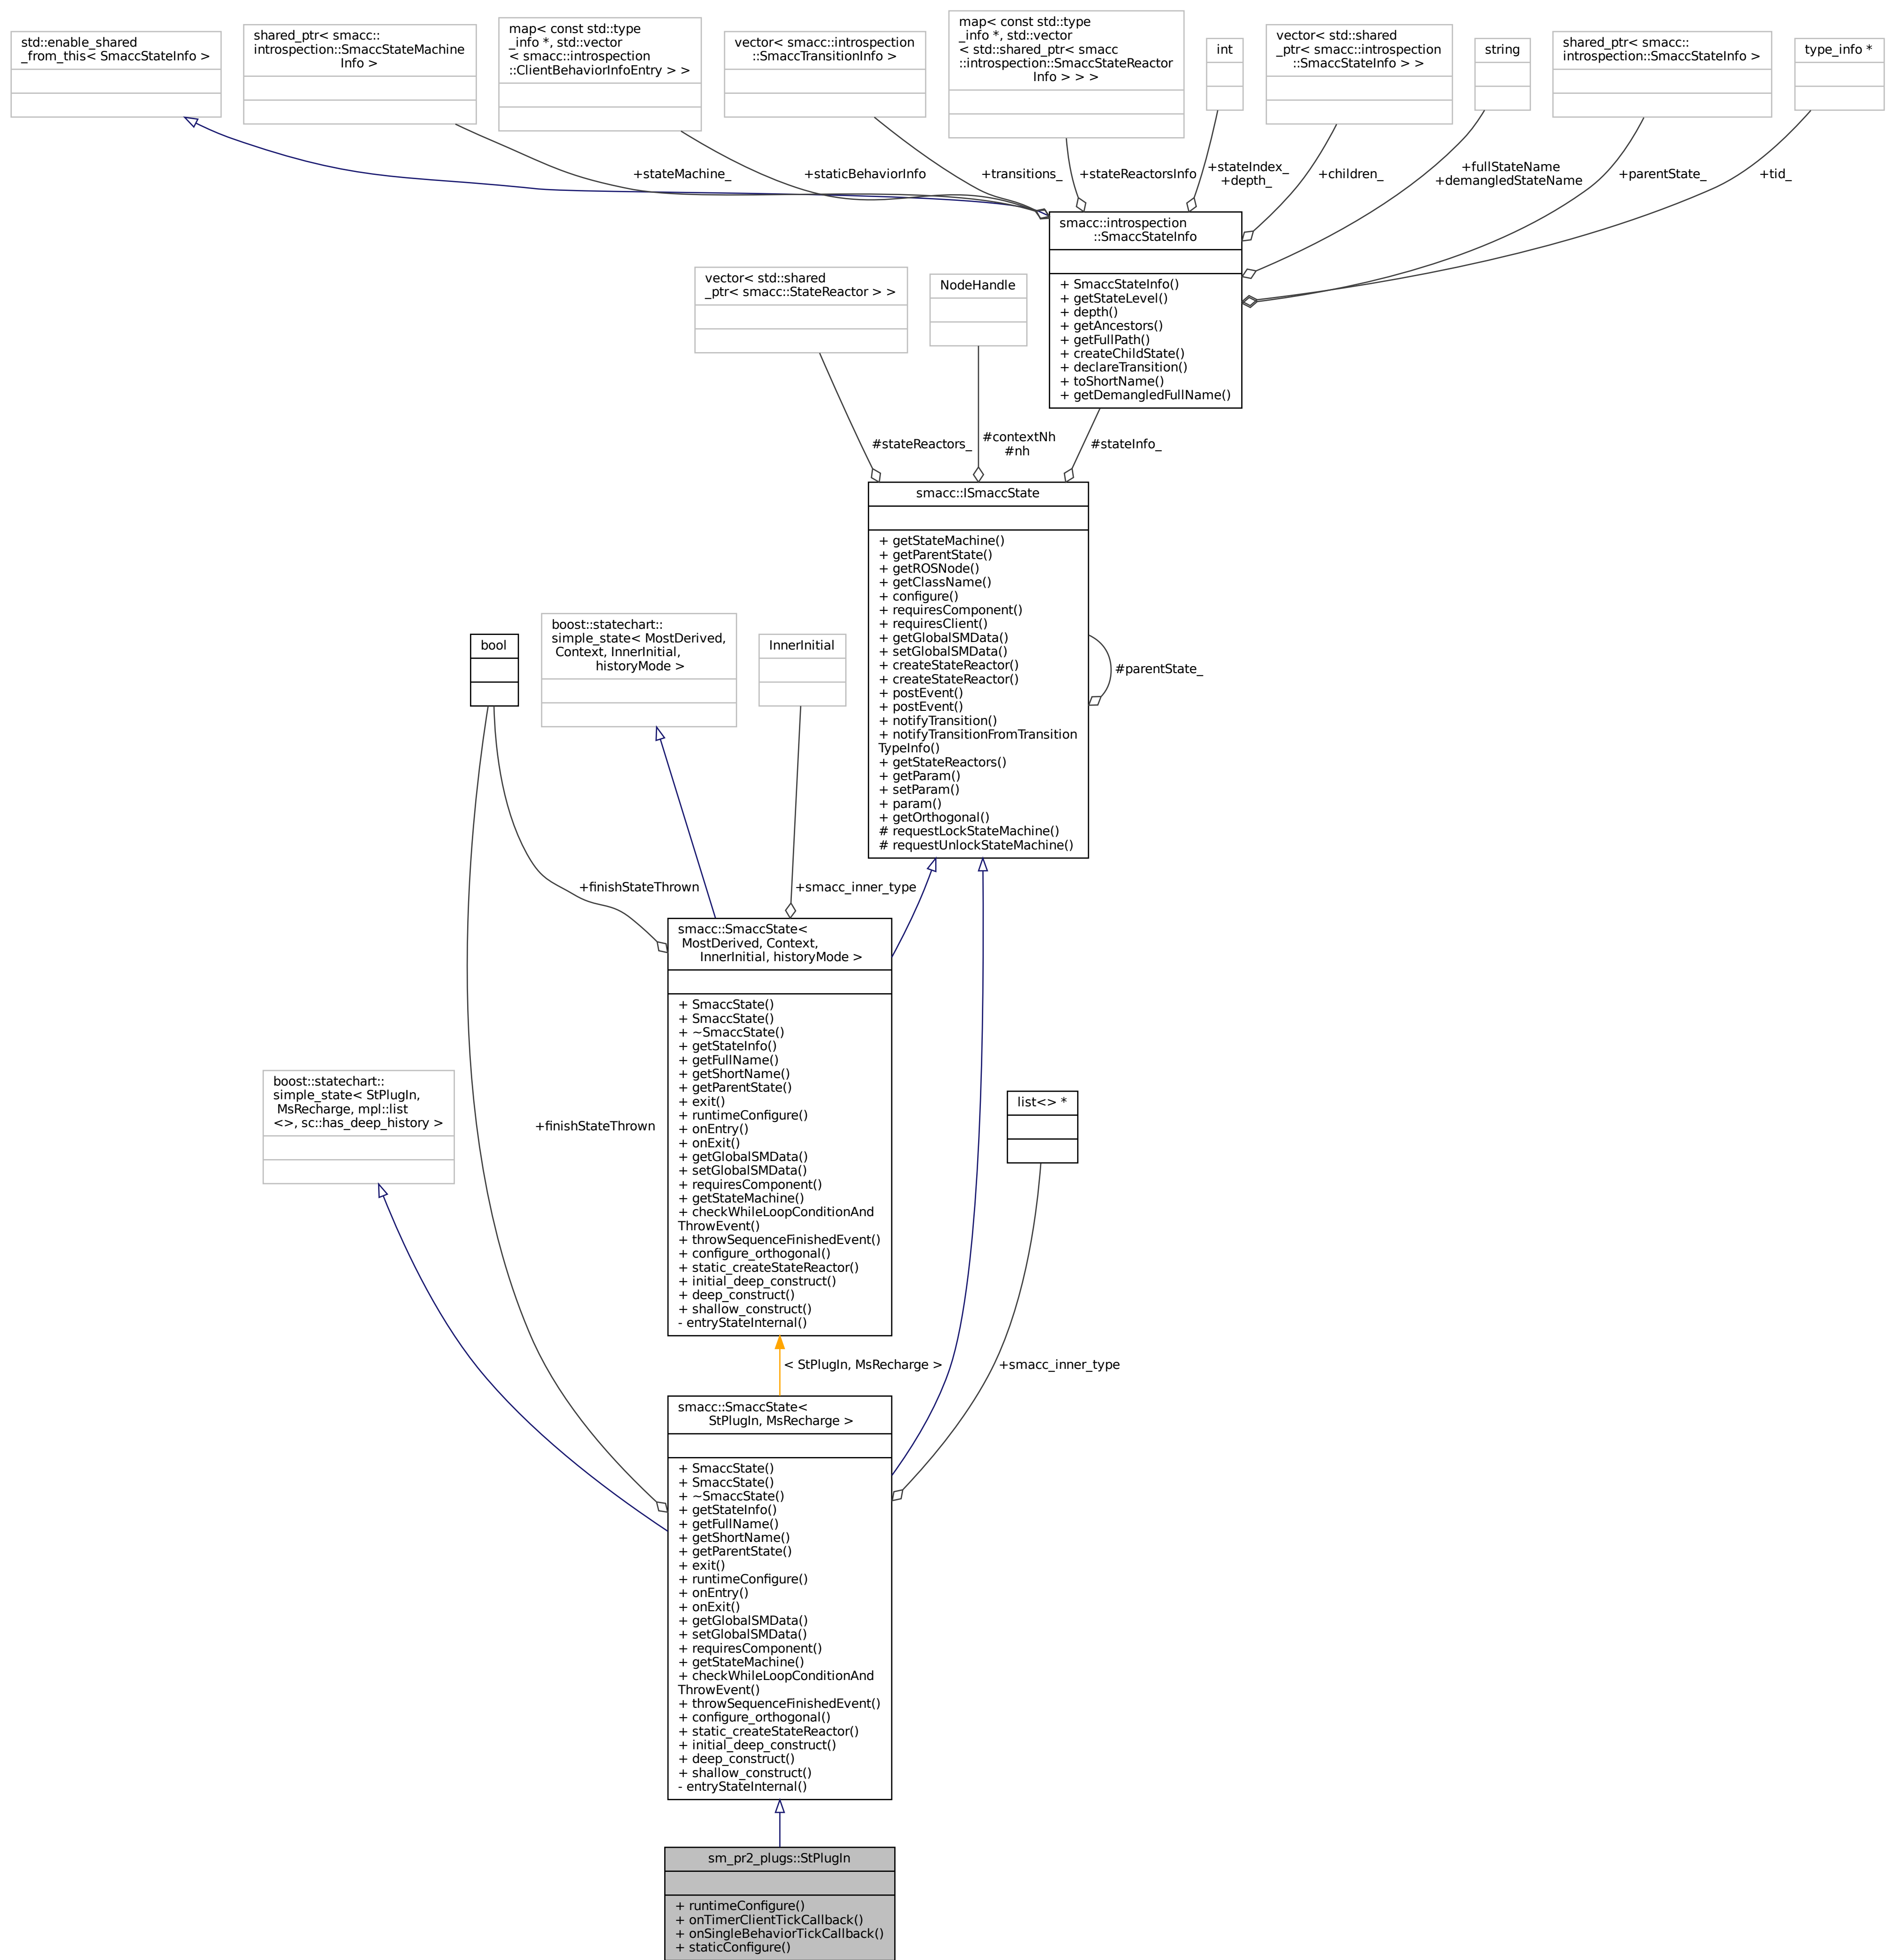 std::enable_shared
_from_this< SmaccStateInfo >
shared_ptr< smacc::
introspection::SmaccStateMachine
Info >
map< const std::type
_info *, std::vector
< smacc::introspection
::ClientBehaviorInfoEntry > >
vector< smacc::introspection
::SmaccTransitionInfo >
map< const std::type
_info *, std::vector
< std::shared_ptr< smacc
::introspection::SmaccStateReactor
Info > > >
int
vector< std::shared
_ptr< smacc::introspection
::SmaccStateInfo > >
string
shared_ptr< smacc::
introspection::SmaccStateInfo >
type_info *
+stateMachine_
+staticBehaviorInfo
+transitions_
+stateReactorsInfo
+stateIndex_
+depth_
+children_
+fullStateName
+demangledStateName
+parentState_
+tid_
smacc::introspection
::SmaccStateInfo
+ SmaccStateInfo()
+ getStateLevel()
+ depth()
+ getAncestors()
+ getFullPath()
+ createChildState()
+ declareTransition()
+ toShortName()
+ getDemangledFullName()
vector< std::shared
_ptr< smacc::StateReactor > >
NodeHandle
#stateReactors_
#contextNh
#nh
#stateInfo_
smacc::ISmaccState
+ getStateMachine()
+ getParentState()
+ getROSNode()
+ getClassName()
+ configure()
+ requiresComponent()
+ requiresClient()
+ getGlobalSMData()
+ setGlobalSMData()
+ createStateReactor()
+ createStateReactor()
+ postEvent()
+ postEvent()
+ notifyTransition()
+ notifyTransitionFromTransition
TypeInfo()
+ getStateReactors()
+ getParam()
+ setParam()
+ param()
+ getOrthogonal()
# requestLockStateMachine()
# requestUnlockStateMachine()
#parentState_
bool
boost::statechart::
simple_state< MostDerived,
Context, InnerInitial,
historyMode >
InnerInitial
+finishStateThrown
+smacc_inner_type
smacc::SmaccState<
MostDerived, Context,
InnerInitial, historyMode >
+ SmaccState()
+ SmaccState()
+ ~SmaccState()
+ getStateInfo()
+ getFullName()
+ getShortName()
+ getParentState()
+ exit()
+ runtimeConfigure()
+ onEntry()
+ onExit()
+ getGlobalSMData()
+ setGlobalSMData()
+ requiresComponent()
+ getStateMachine()
+ checkWhileLoopConditionAnd
ThrowEvent()
+ throwSequenceFinishedEvent()
+ configure_orthogonal()
+ static_createStateReactor()
+ initial_deep_construct()
+ deep_construct()
+ shallow_construct()
- entryStateInternal()
boost::statechart::
simple_state< StPlugIn,
MsRecharge, mpl::list
<>, sc::has_deep_history >
+finishStateThrown
list<> *
< StPlugIn, MsRecharge >
+smacc_inner_type
smacc::SmaccState<
StPlugIn, MsRecharge >
+ SmaccState()
+ SmaccState()
+ ~SmaccState()
+ getStateInfo()
+ getFullName()
+ getShortName()
+ getParentState()
+ exit()
+ runtimeConfigure()
+ onEntry()
+ onExit()
+ getGlobalSMData()
+ setGlobalSMData()
+ requiresComponent()
+ getStateMachine()
+ checkWhileLoopConditionAnd
ThrowEvent()
+ throwSequenceFinishedEvent()
+ configure_orthogonal()
+ static_createStateReactor()
+ initial_deep_construct()
+ deep_construct()
+ shallow_construct()
- entryStateInternal()
sm_pr2_plugs::StPlugIn
+ runtimeConfigure()
+ onTimerClientTickCallback()
+ onSingleBehaviorTickCallback()
+ staticConfigure()